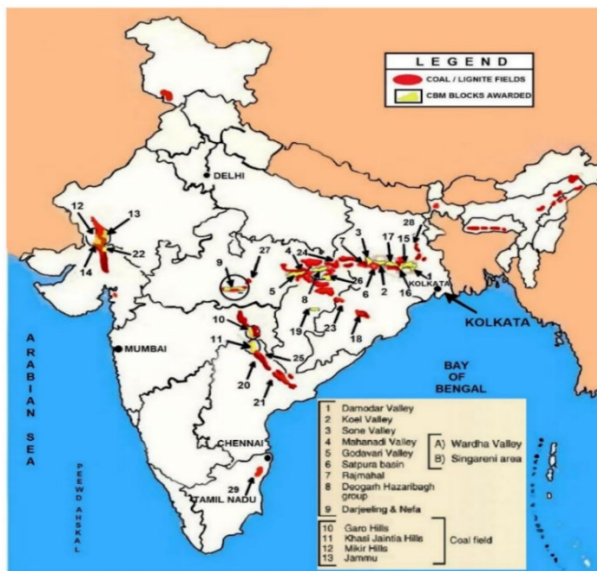 LEGEND
COAL / LIGNITE FIELDS
CBM BLOCKS AWARDED
DELHI
12
13
14
22
9
27
4
24
3
17
15
28
5
8
26
6
2
16
1
KOLKATA
KOLKATA
19
23
18
10
11
25
20
21
MUMBAI
ARABIAN SEA
BAY
OF
BENGAL
CHENNAI
TAMIL NADU
29
PEEWD AHSKAL
1 Damodar Valley
2 Koel Valley
3 Sone Valley
4 Mahanadi Valley
5 Godavari Valley
6 Satpura basin
7 Rajmahal
8 Deogarh Hazaribagh
group
9 Darjeeling & Nefa
A) Wardha Valley
B) Singareni area
10 Garo Hills
11 Khasi Jaintia Hills
12 Mikir Hills
13 Jammu
Coal field